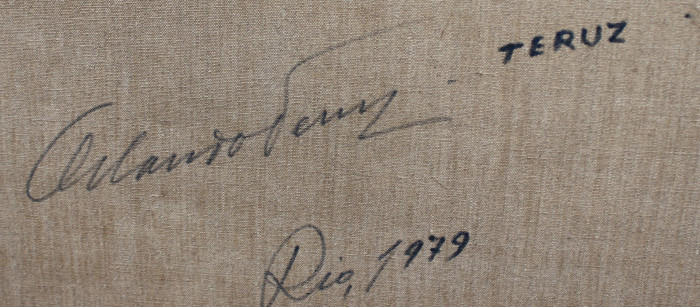 TERUZ
Orlando Teruz
Rio, 1979